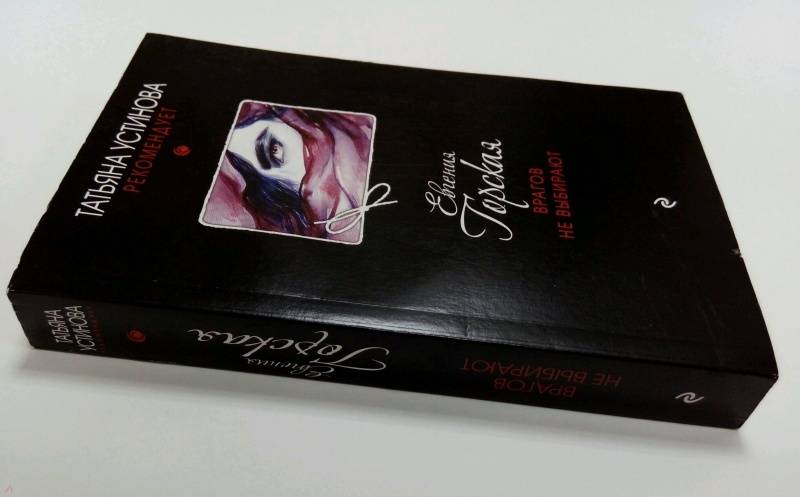 ТАТЬЯНА УСТИНОВА
РЕКОМЕНДУЕТ
Евгения
Горская
ВРАГОВ
НЕ ВЫБИРАЮТ
ТАТЬЯНА
УСТИНОВА
Евгения
Горская
ВРАГОВ
НЕ ВЫБИРАЮТ